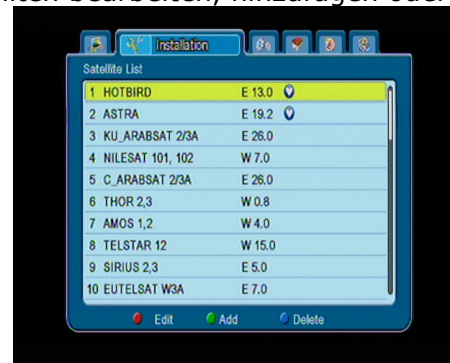 bearbeiten, hinzufügen oder
Installation
Satellite List
1 HOTBIRD E 13.0
2 ASTRA E 19.2
3 KU_ARABSAT 2/3A E 26.0
4 NILESAT 101, 102 W 7.0
5 C_ARABSAT 2/3A E 26.0
6 THOR 2,3 W 0.8
7 AMOS 1,2 W 4.0
8 TELSTAR 12 W 15.0
9 SIRIUS 2,3 E 5.0
10 EUTELSAT W3A E 7.0
Edit Add Delete